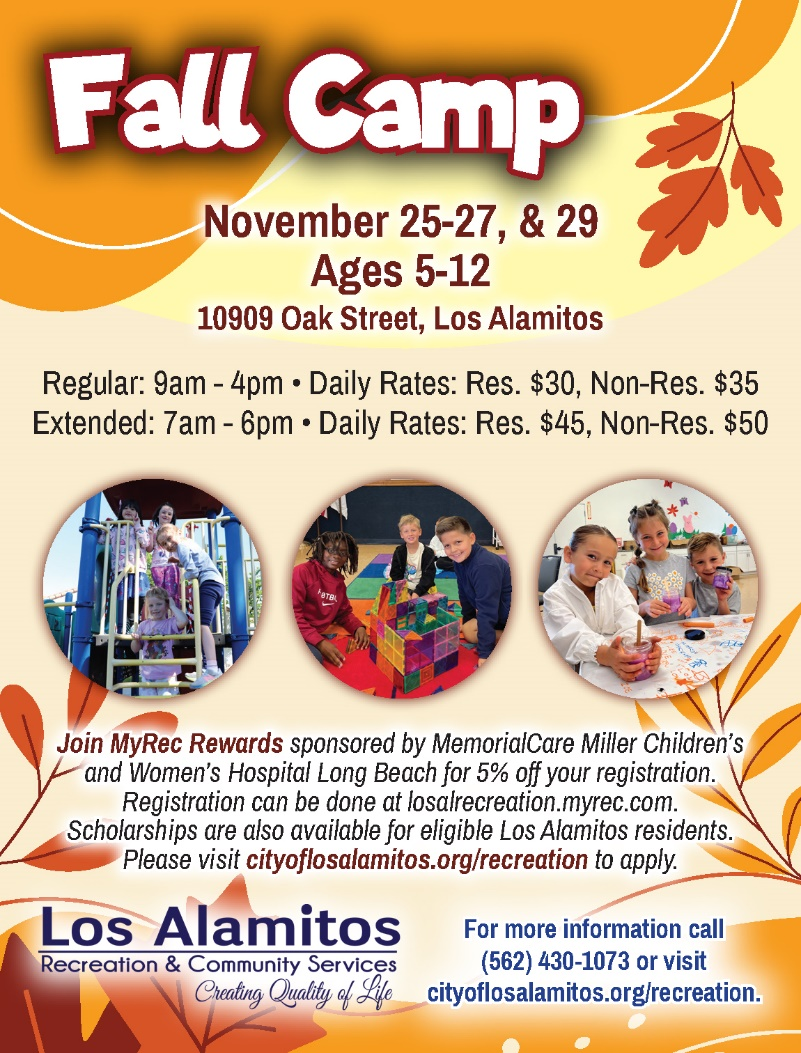 Fall Camp
November 25-27, & 29
Ages 5-12
10909 Oak Street, Los Alamitos
Regular: 9am - 4pm • Daily Rates: Res. $30, Non-Res. $35
Extended: 7am - 6pm • Daily Rates: Res. $45, Non-Res. $50
Join MyRec Rewards sponsored by MemorialCare Miller Children's
and Women's Hospital Long Beach for 5% off your registration.
Registration can be done at losalrecreation.myrec.com.
Scholarships are also available for eligible Los Alamitos residents.
Please visit cityoflosalamitos.org/recreation to apply.
Los Alamitos
Recreation & Community Services
Creating Quality of Life
For more information call
(562) 430-1073 or visit
cityoflosalamitos.org/recreation.